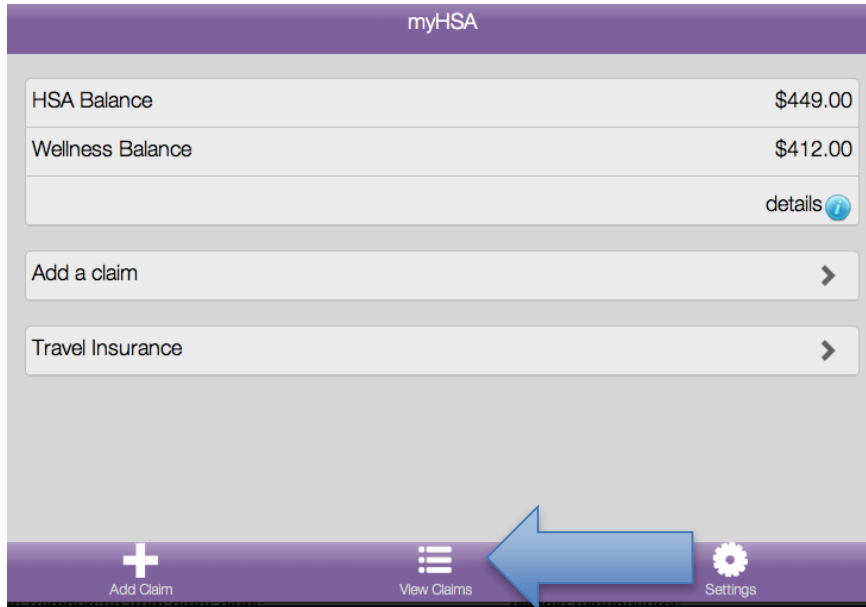 myHSA
HSA Balance $449.00
Wellness Balance $412.00
details
Add a claim
Travel Insurance
Add Claim View Claims Settings